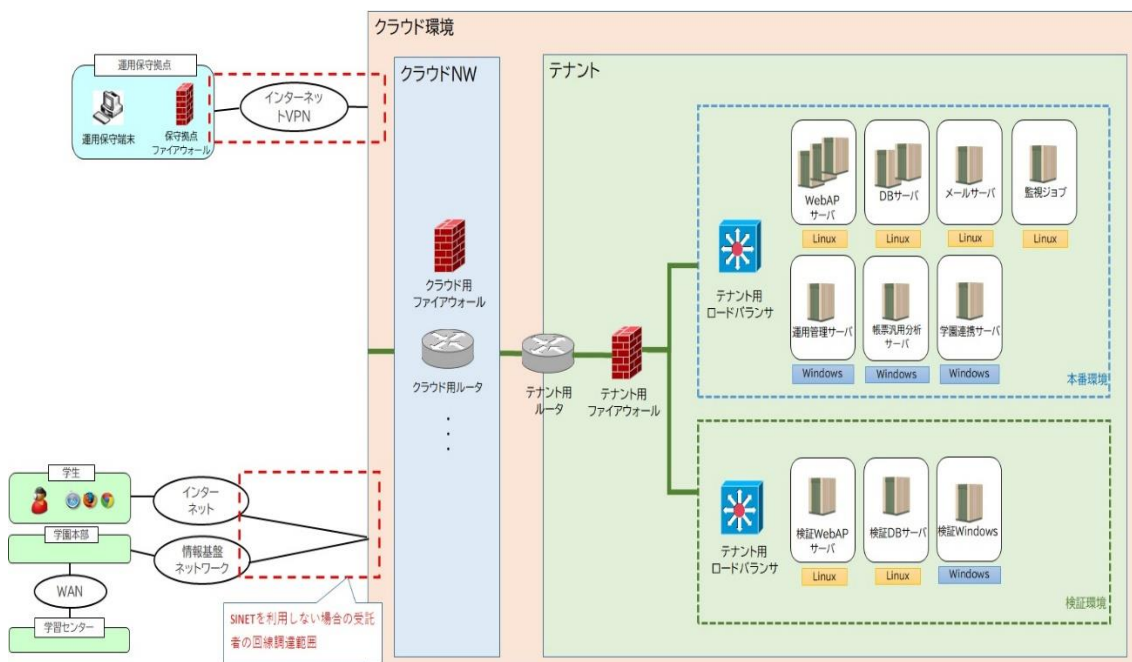 クラウド環境
運用保守拠点
運用保守端末
保守拠点
ファイアウォール
インターネッ
トVPN
クラウドNW
クラウド用
ファイアウォール
クラウド用ルータ
・
・
・
テナント
テナント用
ルータ
テナント用
ファイアウォール
テナント用
ロードバランサ
WebAP
サーバ
Linux
DBサーバ
Linux
メールサーバ
Linux
監視ジョブ
Linux
運用管理サーバ
Windows
帳票汎用分析
サーバ
Windows
学園連携サーバ
Windows
本番環境
テナント用
ロードバランサ
検証WebAP
サーバ
Linux
検証DBサーバ
Linux
検証Windows
Windows
検証環境
学生
インター
ネット
学園本部
情報基盤
ネットワーク
WAN
学習センター
SINETを利用しない場合の受託
者の回線調達範囲